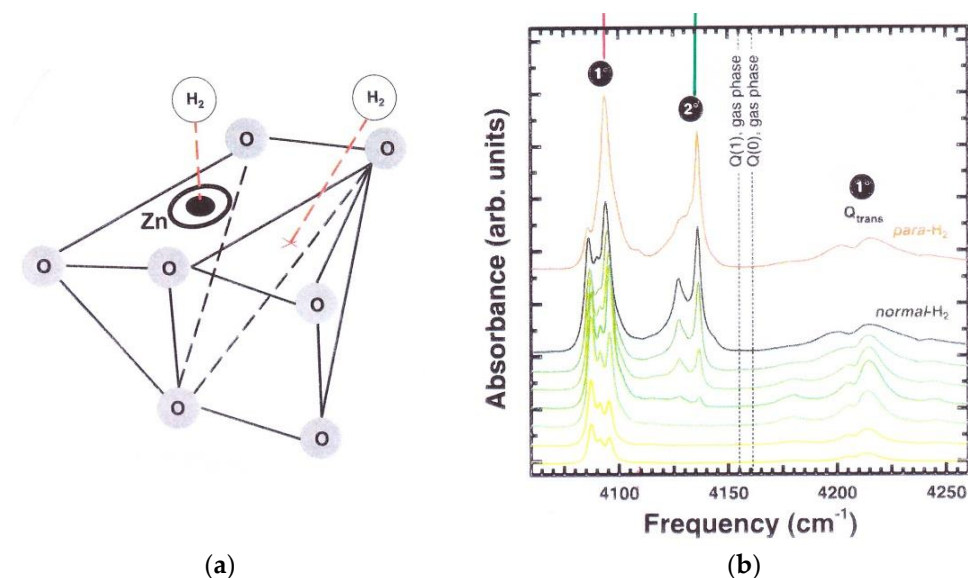 H₂
H₂
O
O
Zn
O
O
O
O
O
(a)
Absorbance (arb. units)
1°
2°
Q(1), gas phase
Q(0), gas phase
1°
Q_trans
para-H₂
normal-H₂
4100
4150
4200
4250
Frequency (cm⁻¹)
(b)